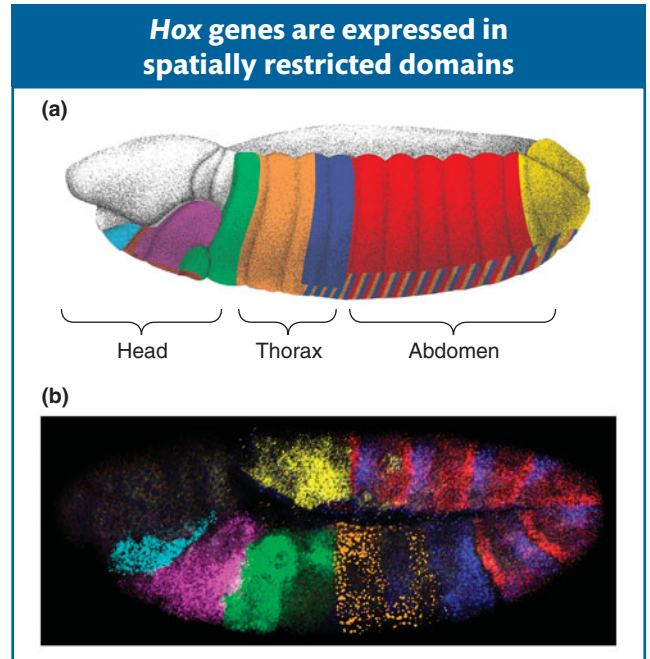 Hox genes are expressed in
spatially restricted domains
(a)
Head Thorax Abdomen
(b)